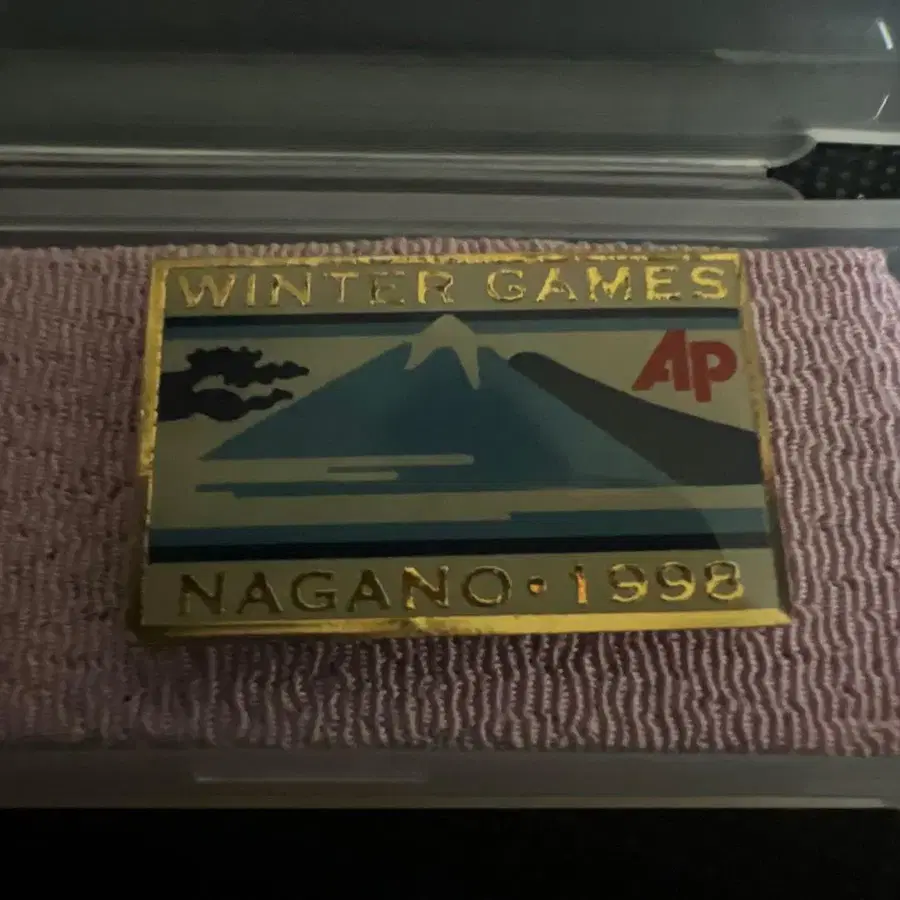 WINTER GAMES
AP
NAGANO • 1998